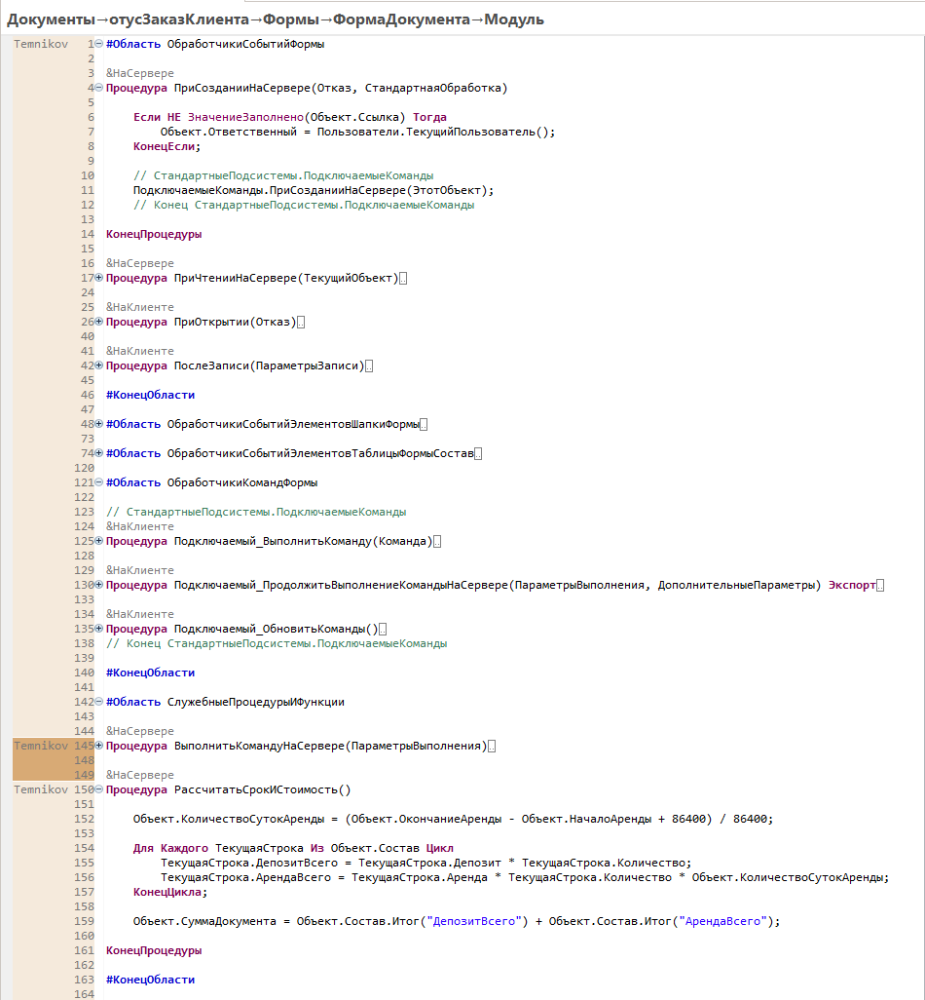 Документы→отусЗаказКлиента→Формы→ФормаДокумента→Модуль
Temnikov 1 #Область ОбработчикиСобытийФормы
2
3 &НаСервере
4 Процедура ПриСозданииНаСервере(Отказ, СтандартнаяОбработка)
5
6 Если НЕ ЗначениеЗаполнено(Объект.Ссылка) Тогда
7 Объект.Ответственный = Пользователи.ТекущийПользователь();
8 КонецЕсли;
9
10 // СтандартныеПодсистемы.ПодключаемыеКоманды
11 ПодключаемыеКоманды.ПриСозданииНаСервере(ЭтотОбъект);
12 // Конец СтандартныеПодсистемы.ПодключаемыеКоманды
13
14 КонецПроцедуры
15
16 &НаСервере
17 Процедура ПриЧтенииНаСервере(ТекущийОбъект)
24
25 &НаКлиенте
26 Процедура ПриОткрытии(Отказ)
40
41 &НаКлиенте
42 Процедура ПослеЗаписи(ПараметрыЗаписи)
45
46 #КонецОбласти
47
48 #Область ОбработчикиСобытийЭлементовШапкиФормы
73
74 #Область ОбработчикиСобытийЭлементовТаблицыФормыСостав
120
121 #Область ОбработчикиКомандФормы
122
123 // СтандартныеПодсистемы.ПодключаемыеКоманды
124 &НаКлиенте
125 Процедура Подключаемый_ВыполнитьКоманду(Команда)
128
129 &НаКлиенте
130 Процедура Подключаемый_ПродолжитьВыполнениеКомандыНаСервере(ПараметрыВыполнения, ДополнительныеПараметры) Экспорт
133
134 &НаКлиенте
135 Процедура Подключаемый_ОбновитьКоманды()
138 // Конец СтандартныеПодсистемы.ПодключаемыеКоманды
139
140 #КонецОбласти
141
142 #Область СлужебныеПроцедурыИФункции
143
144 &НаСервере
Temnikov 145 Процедура ВыполнитьКомандуНаСервере(ПараметрыВыполнения)
148
149 &НаСервере
Temnikov 150 Процедура РассчитатьСрокИСтоимость()
151
152 Объект.КоличествоСутокАренды = (Объект.ОкончаниеАренды - Объект.НачалоАренды + 86400) / 86400;
153
154 Для Каждого ТекущаяСтрока Из Объект.Состав Цикл
155 ТекущаяСтрока.ДепозитВсего = ТекущаяСтрока.Депозит * ТекущаяСтрока.Количество;
156 ТекущаяСтрока.АрендаВсего = ТекущаяСтрока.Аренда * ТекущаяСтрока.Количество * Объект.КоличествоСутокАренды;
157 КонецЦикла;
158
159 Объект.СуммаДокумента = Объект.Состав.Итог("ДепозитВсего") + Объект.Состав.Итог("АрендаВсего");
160
161 КонецПроцедуры
162
163 #КонецОбласти
164